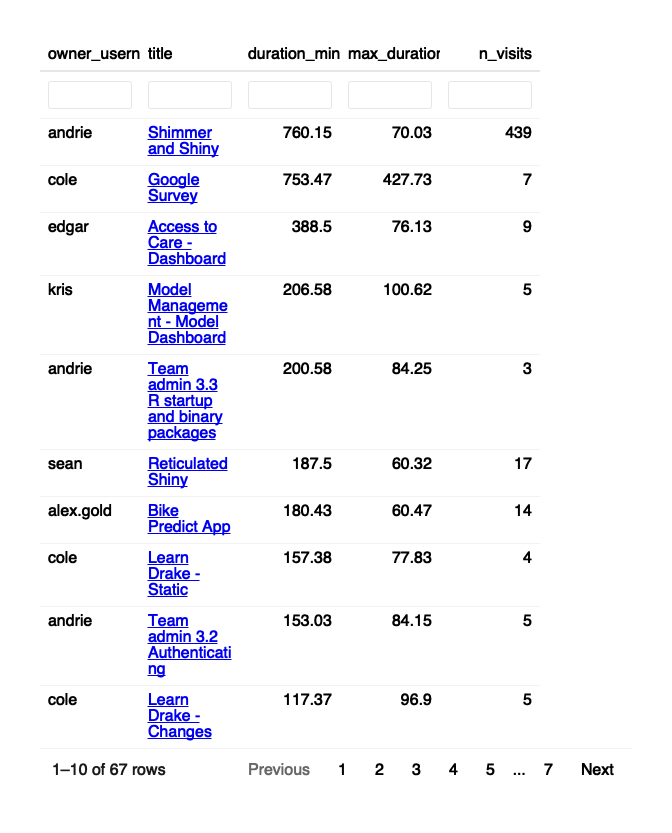 owner_usern title duration_min max_duration n_visits
andrie Shimmer 760.15 70.03 439
and Shiny
cole Google 753.47 427.73 7
Survey
edgar Access to 388.5 76.13 9
Care -
Dashboard
kris Model 206.58 100.62 5
Manageme
nt - Model
Dashboard
andrie Team 200.58 84.25 3
admin 3.3
R startup
and binary
packages
sean Reticulated 187.5 60.32 17
Shiny
alex.gold Bike 180.43 60.47 14
Predict App
cole Learn 157.38 77.83 4
Drake -
Static
andrie Team 153.03 84.15 5
admin 3.2
Authenticati
ng
cole Learn 117.37 96.9 5
Drake -
Changes
1–10 of 67 rows Previous 1 2 3 4 5 ... 7 Next